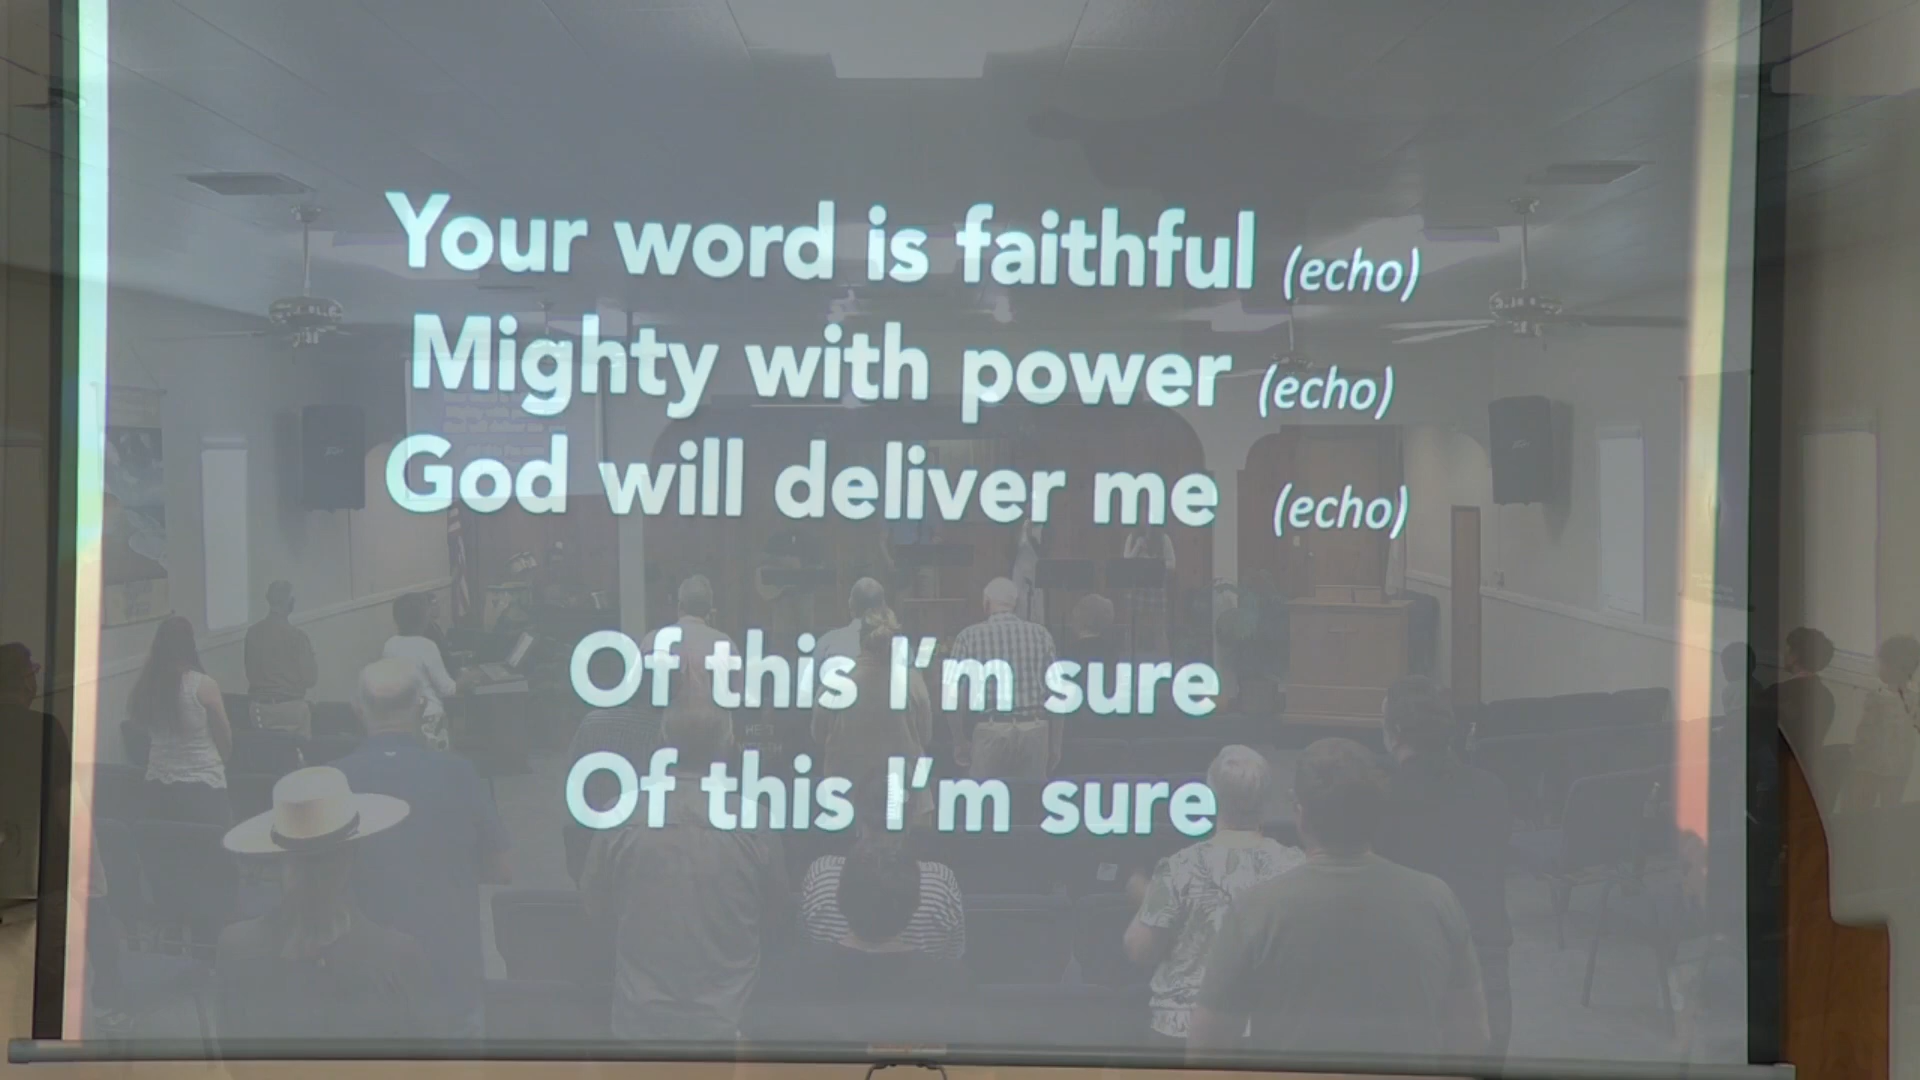 Your word is faithful (echo)
Mighty with power (echo)
God will deliver me (echo)
Of this I'm sure
Of this I'm sure